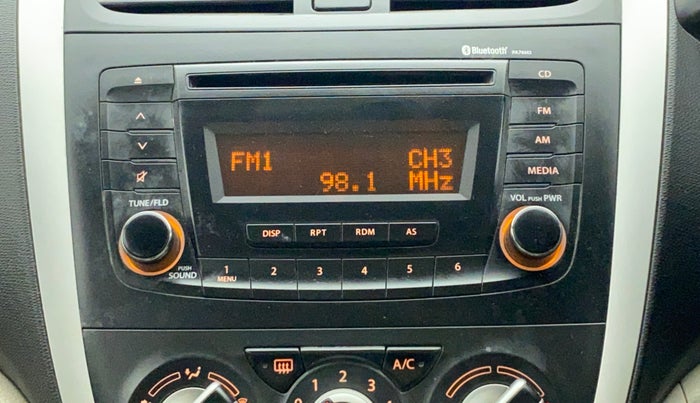 Bluetooth
CD
FM
AM
MEDIA
FM1 CH3
98.1 MHz
TUNE/FLD
VOL PUSH PWR
DISP RPT RDM AS
PUSH
SOUND
1 2 3 4 5 6
MENU
A/C
0 1 2 3